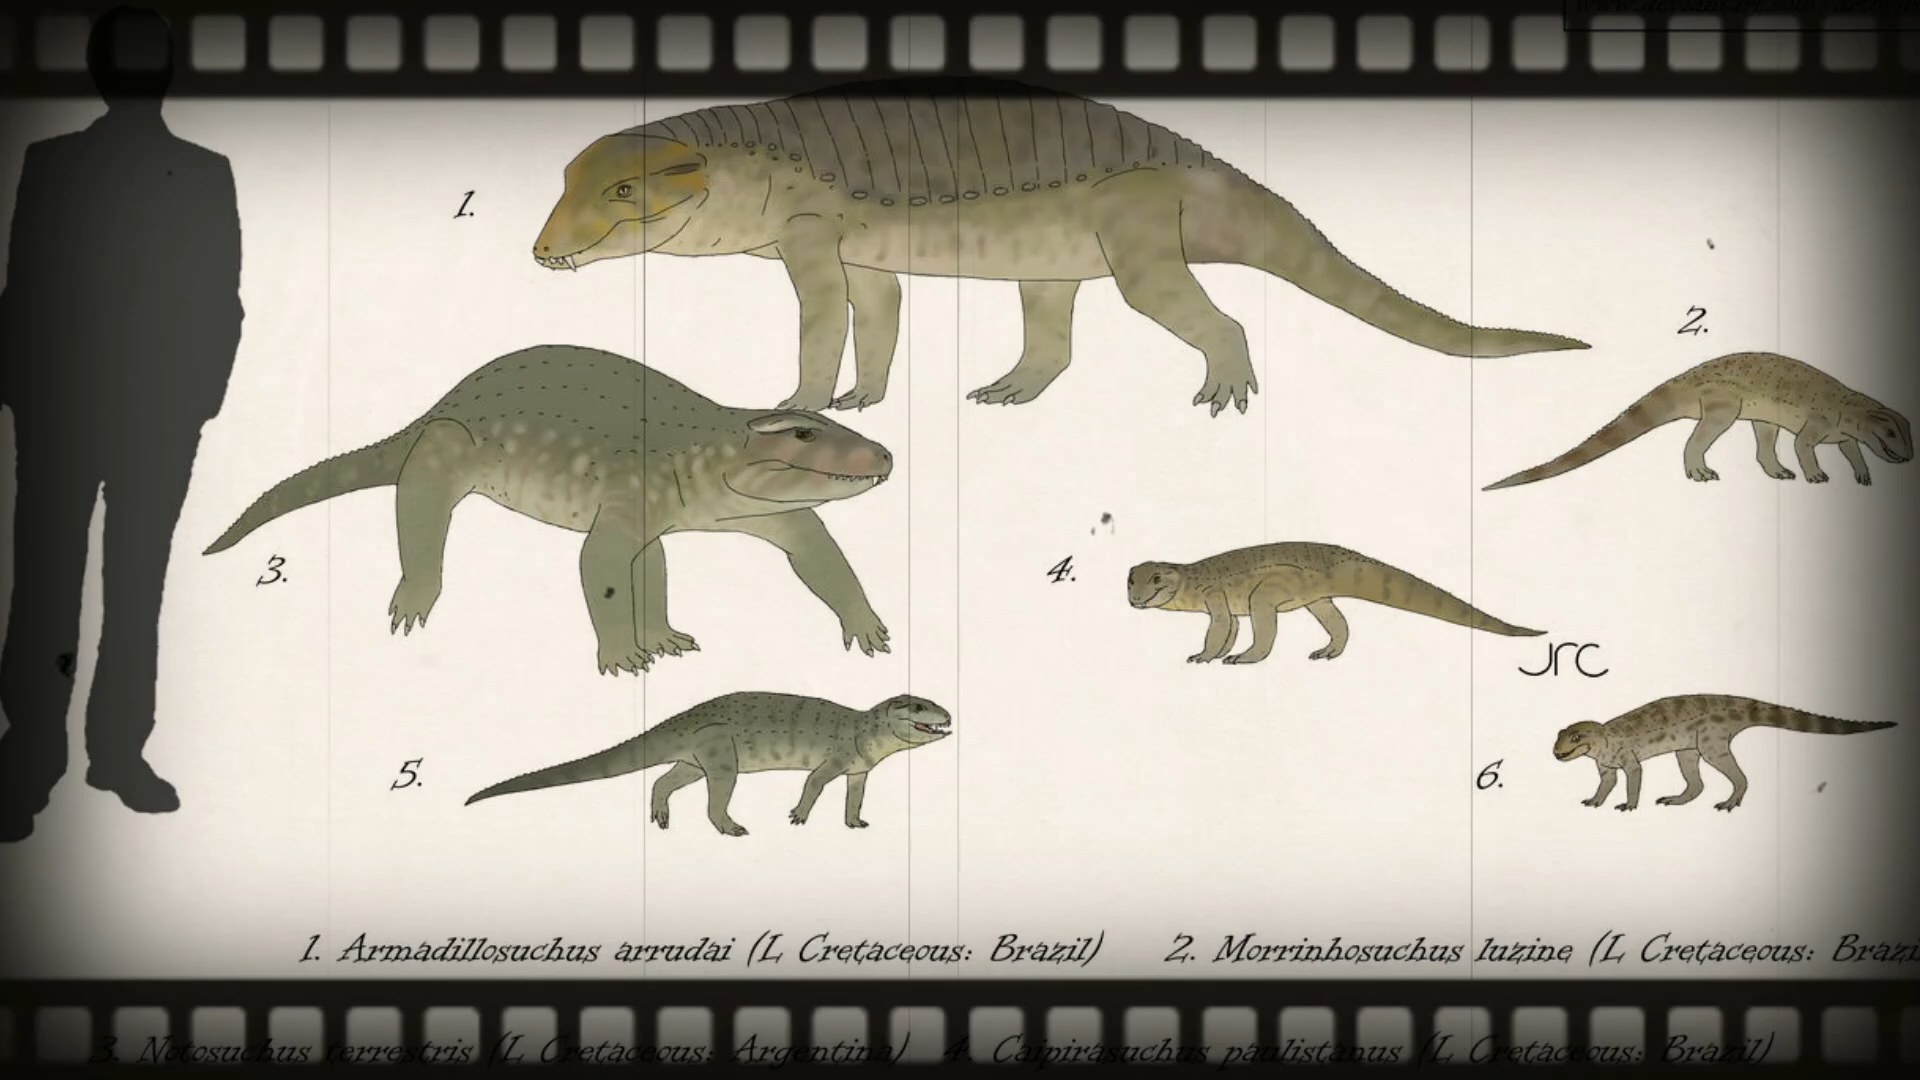 1.
2.
3.
4.
JRC
5.
6.
1. Armadillosuchus arrudai (L Cretaceous: Brazil) 2. Morrinhosuchus luzine (L Cretaceous:
3. Notosuchus terrestris (L Cretaceous: Argentina) 4. Caipirasuchus paulistanus (L Cretaceous: Brazil)